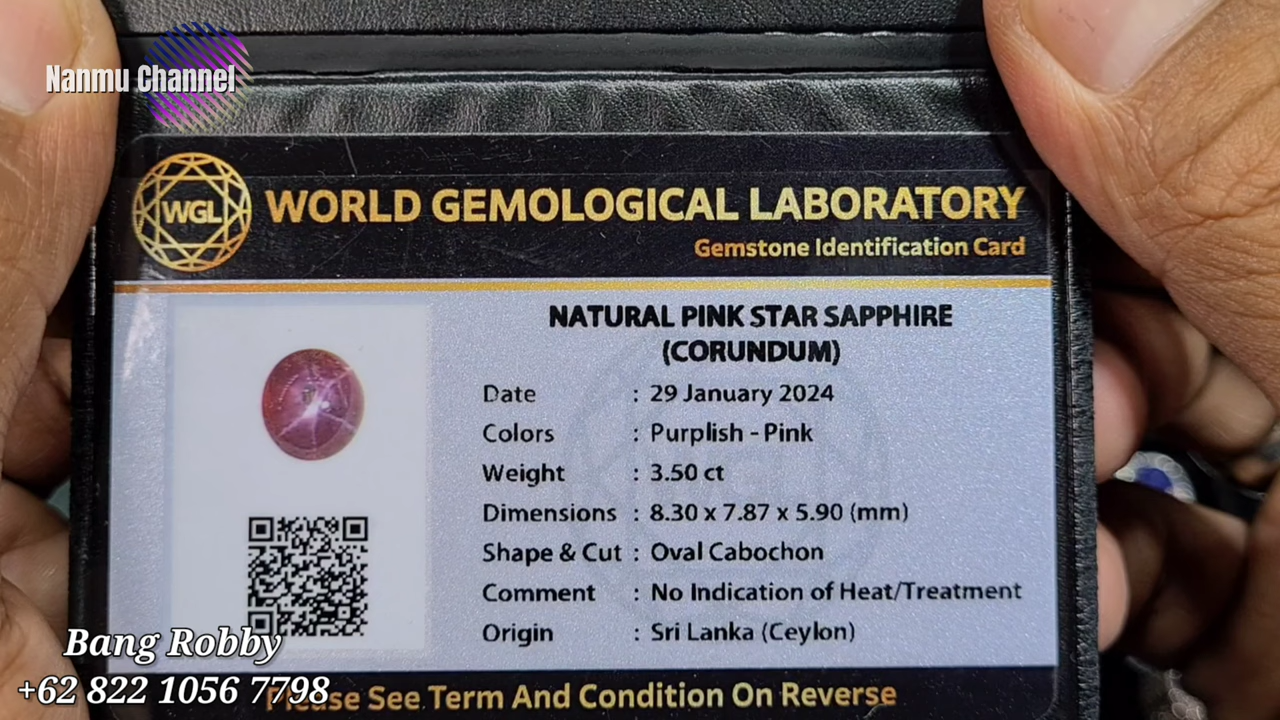 Nanmu Channel
WGL
WORLD GEMOLOGICAL LABORATORY
Gemstone Identification Card
NATURAL PINK STAR SAPPHIRE
(CORUNDUM)
Date : 29 January 2024
Colors : Purplish - Pink
Weight : 3.50 ct
Dimensions : 8.30 x 7.87 x 5.90 (mm)
Shape & Cut : Oval Cabochon
Comment : No Indication of Heat/Treatment
Origin : Sri Lanka (Ceylon)
Bang Robby
+62 822 1056 7798
Please See Term And Condition On Reverse